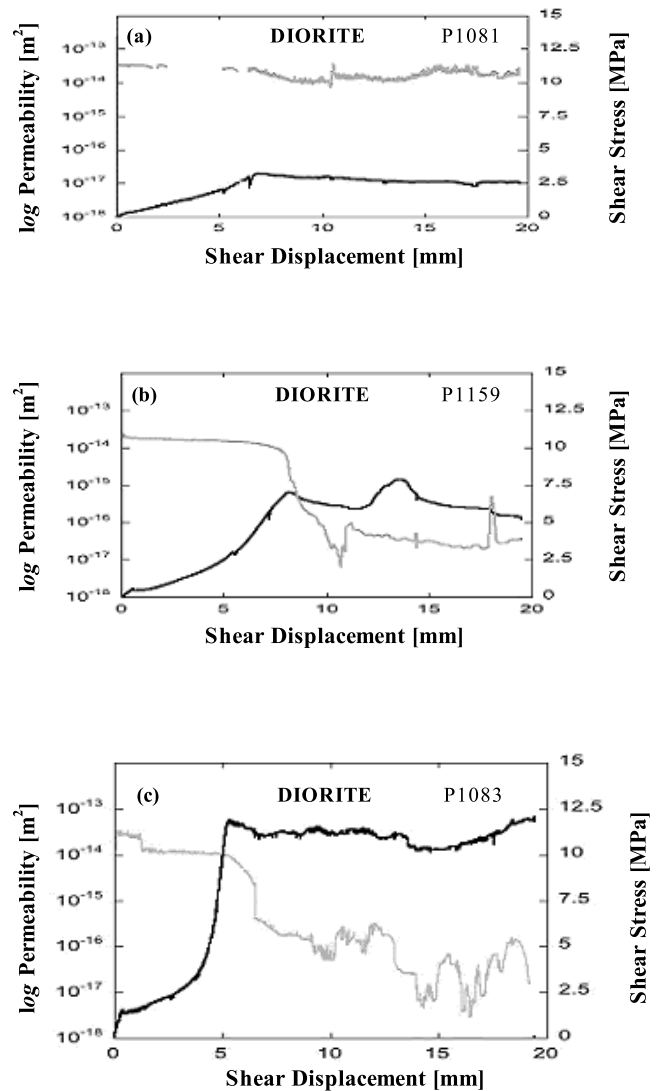 (a) DIORITE P1081
log Permeability [m²]
10⁻¹³
10⁻¹⁴
10⁻¹⁵
10⁻¹⁶
10⁻¹⁷
10⁻¹⁸
15
12.5
10
7.5
5
2.5
0
Shear Stress [MPa]
0 5 10 15 20
Shear Displacement [mm]
(b) DIORITE P1159
log Permeability [m²]
10⁻¹³
10⁻¹⁴
10⁻¹⁵
10⁻¹⁶
10⁻¹⁷
10⁻¹⁸
15
12.5
10
7.5
5
2.5
0
Shear Stress [MPa]
0 5 10 15 20
Shear Displacement [mm]
(c) DIORITE P1083
log Permeability [m²]
10⁻¹³
10⁻¹⁴
10⁻¹⁵
10⁻¹⁶
10⁻¹⁷
10⁻¹⁸
15
12.5
10
7.5
5
2.5
0
Shear Stress [MPa]
0 5 10 15 20
Shear Displacement [mm]